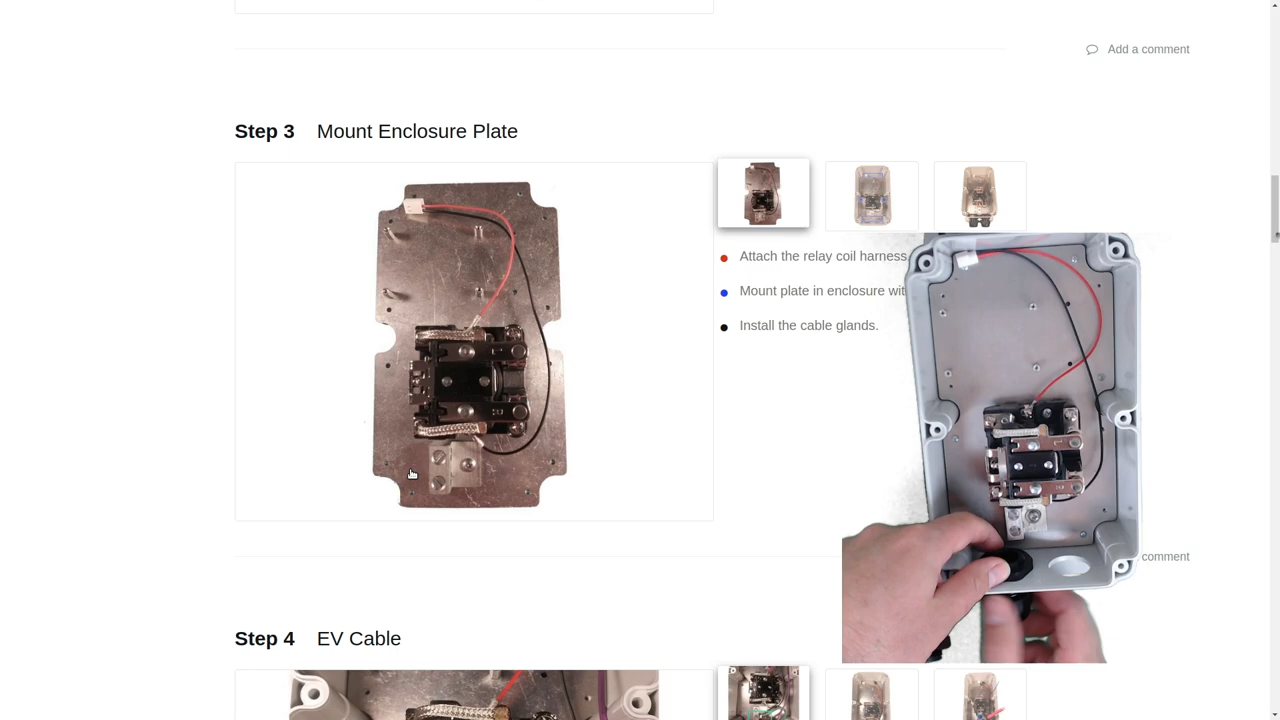 Add a comment
Step 3 Mount Enclosure Plate
Attach the relay coil harness
Mount plate in enclosure wit
Install the cable glands.
comment
Step 4 EV Cable